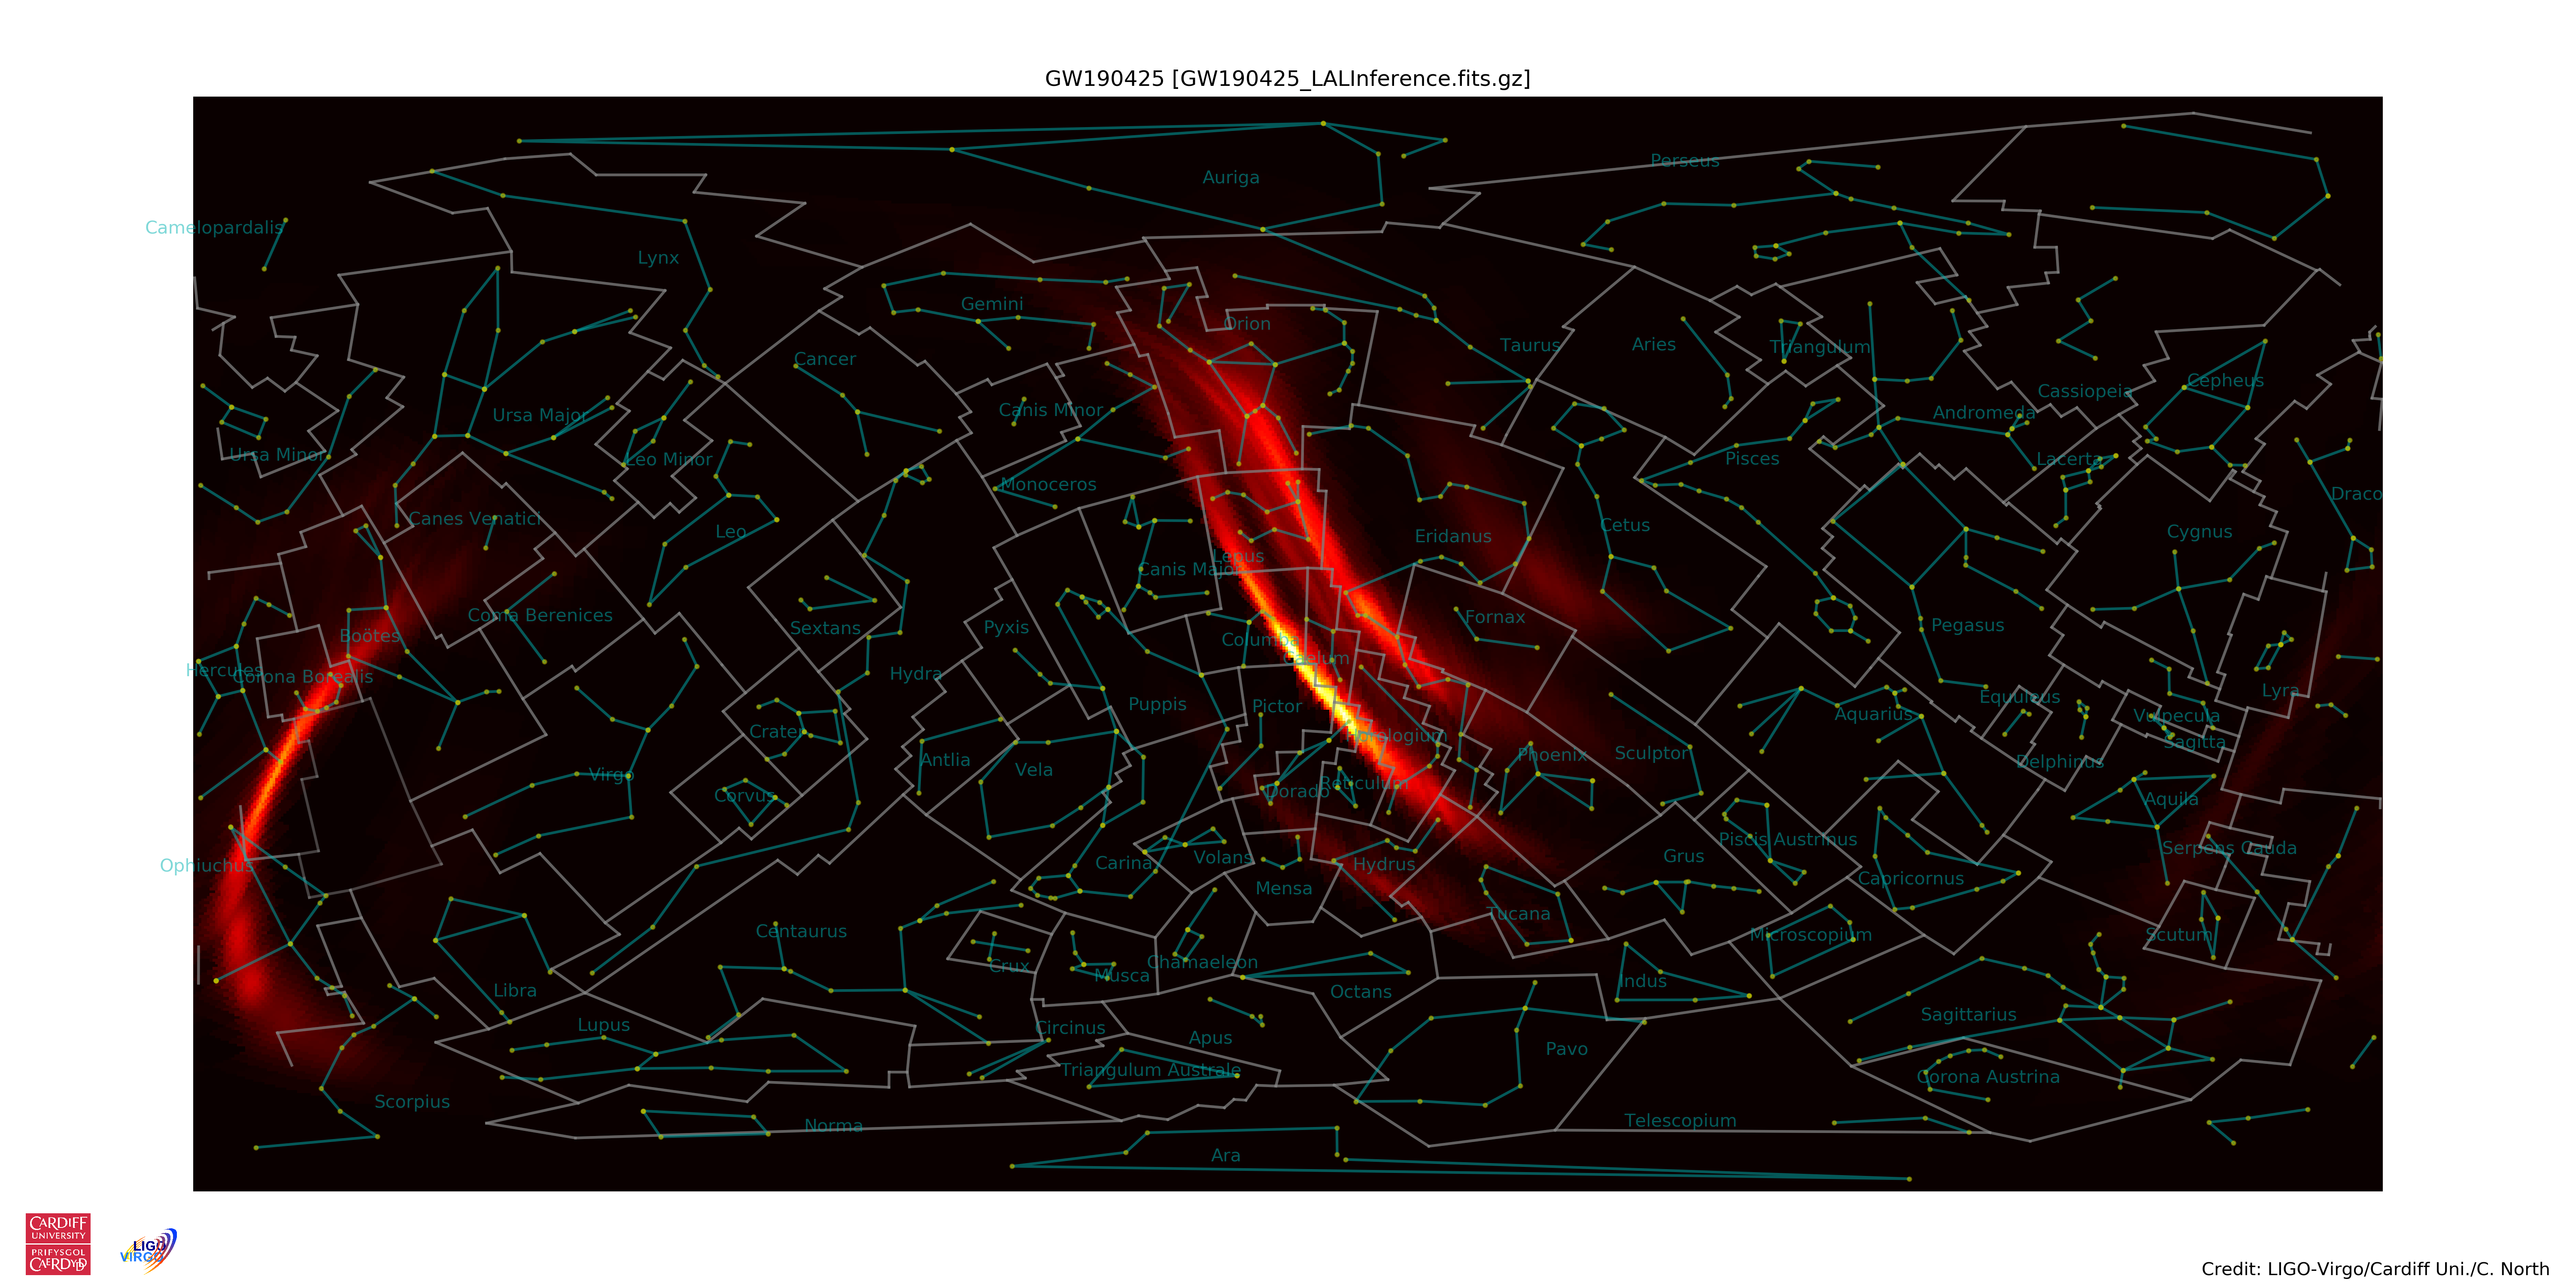 GW190425 [GW190425_LALInference.fits.gz]
Auriga
Perseus
Camelopardalis
Lynx
Gemini
Orion
Cancer
Taurus
Aries
Triangulum
Cassiopeia
Cepheus
Ursa Major
Canis Minor
Andromeda
Ursa Minor
Leo Minor
Pisces
Lacerta
Monoceros
Draco
Canes Venatici
Leo
Eridanus
Cetus
Cygnus
Lepus
Canis Major
Coma Berenices
Fornax
Boötes
Sextans
Pyxis
Columba
Pegasus
Hercules
Corona Borealis
Hydra
Caelum
Lyra
Puppis
Pictor
Equuleus
Aquarius
Vulpecula
Crater
Horologium
Sagitta
Antlia
Phoenix
Sculptor
Delphinus
Virgo
Vela
Reticulum
Corvus
Dorado
Aquila
Piscis Austrinus
Serpens Cauda
Ophiuchus
Carina
Volans
Hydrus
Grus
Capricornus
Mensa
Tucana
Centaurus
Microscopium
Scutum
Crux
Musca
Chamaeleon
Libra
Octans
Indus
Lupus
Circinus
Apus
Sagittarius
Pavo
Triangulum Australe
Corona Austrina
Scorpius
Norma
Telescopium
Ara
CARDIFF
UNIVERSITY
PRIFYSGOL
CAERDYDD
LIGO
VIRGO
Credit: LIGO-Virgo/Cardiff Uni./C. North